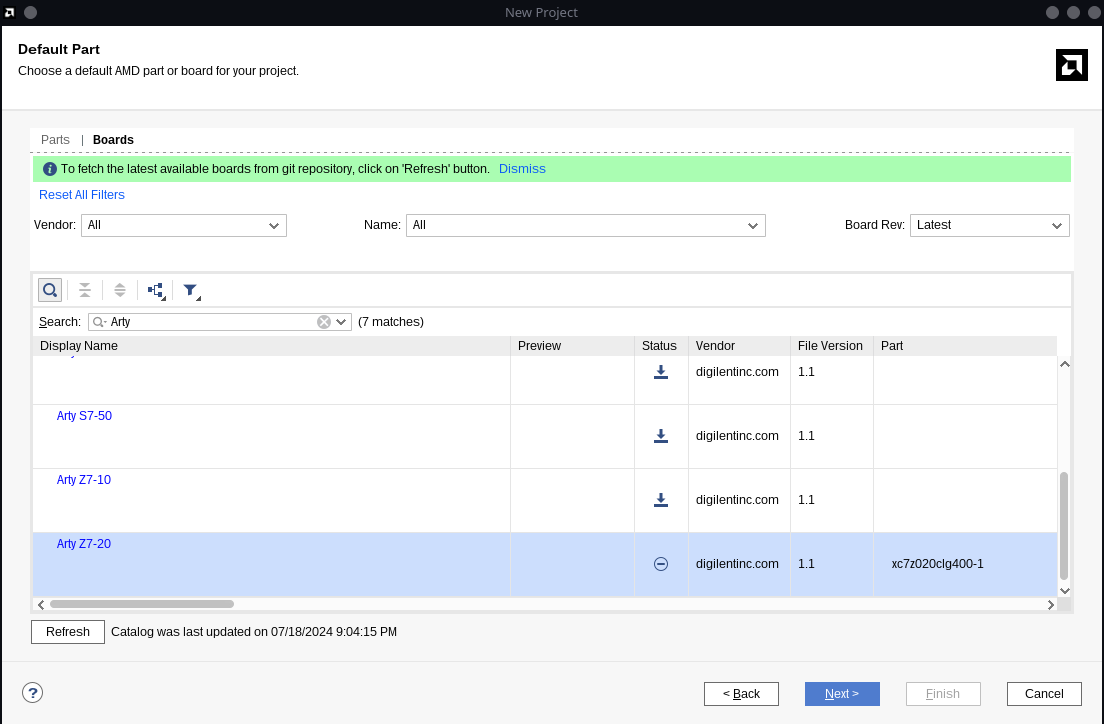 New Project
Default Part
Choose a default AMD part or board for your project.
Parts | Boards
To fetch the latest available boards from git repository, click on 'Refresh' button. Dismiss
Reset All Filters
Vendor: All Name: All Board Rev: Latest
Search: Arty (7 matches)
Display Name Preview Status Vendor File Version Part
digilentinc.com 1.1
Arty S7-50
digilentinc.com 1.1
Arty Z7-10
digilentinc.com 1.1
Arty Z7-20
digilentinc.com 1.1 xc7z020clg400-1
Refresh Catalog was last updated on 07/18/2024 9:04:15 PM
? < Back Next > Finish Cancel